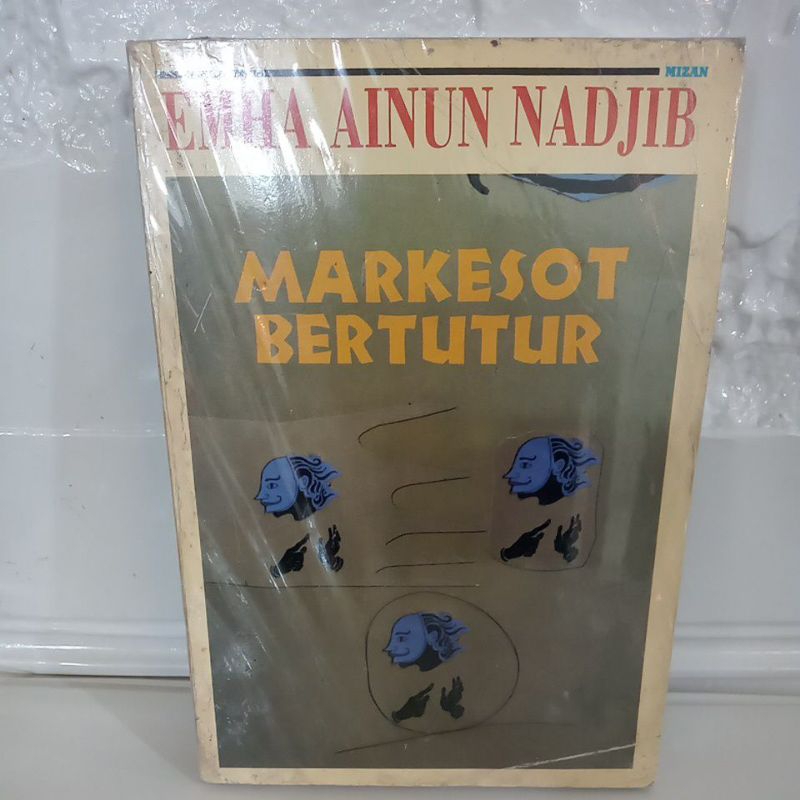 MIZAN
EMHA AINUN NADJIB
MARKESOT
BERTUTUR